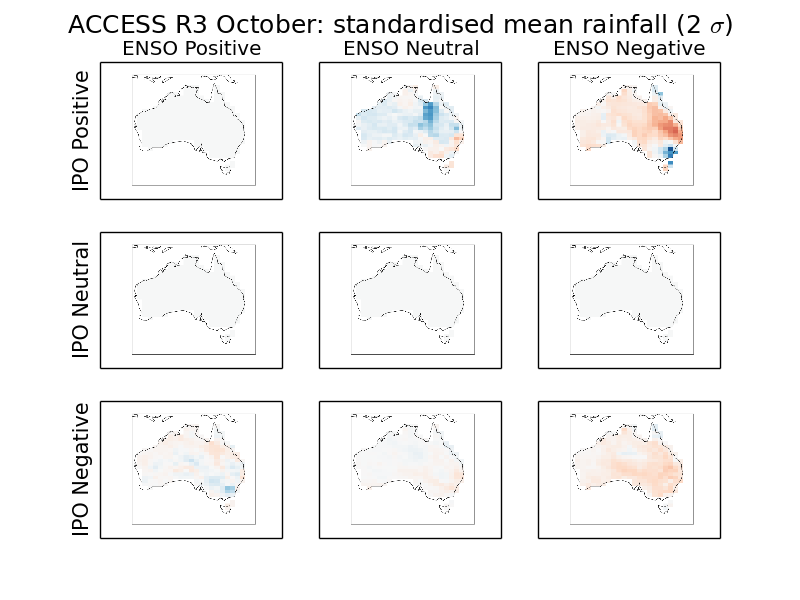 ACCESS R3 October: standardised mean rainfall (2 σ)
ENSO Positive
ENSO Neutral
ENSO Negative
IPO Positive
IPO Neutral
IPO Negative